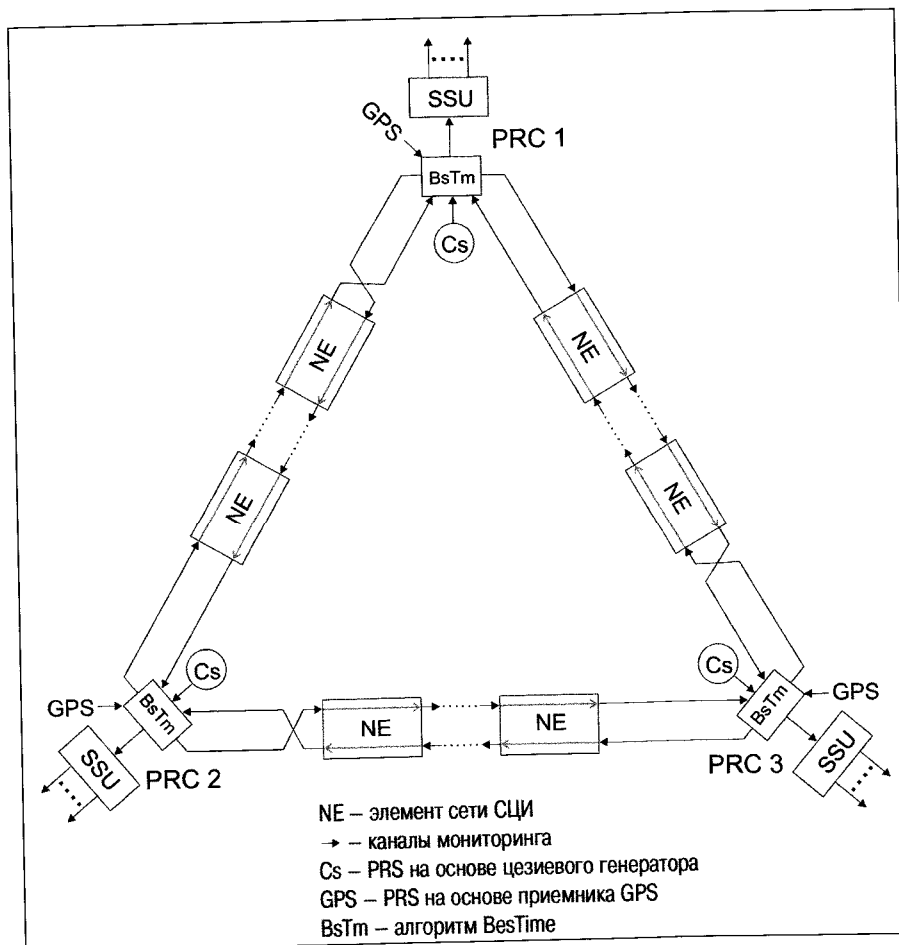 SSU
GPS
PRC 1
BsTm
Cs
NE
NE
NE
NE
Cs
Cs
GPS
BsTm
BsTm
GPS
NE
NE
SSU
PRC 2
PRC 3
SSU
NE – элемент сети СЦИ
→ – каналы мониторинга
Cs – PRS на основе цезиевого генератора
GPS – PRS на основе приемника GPS
BsTm – алгоритм BesTime